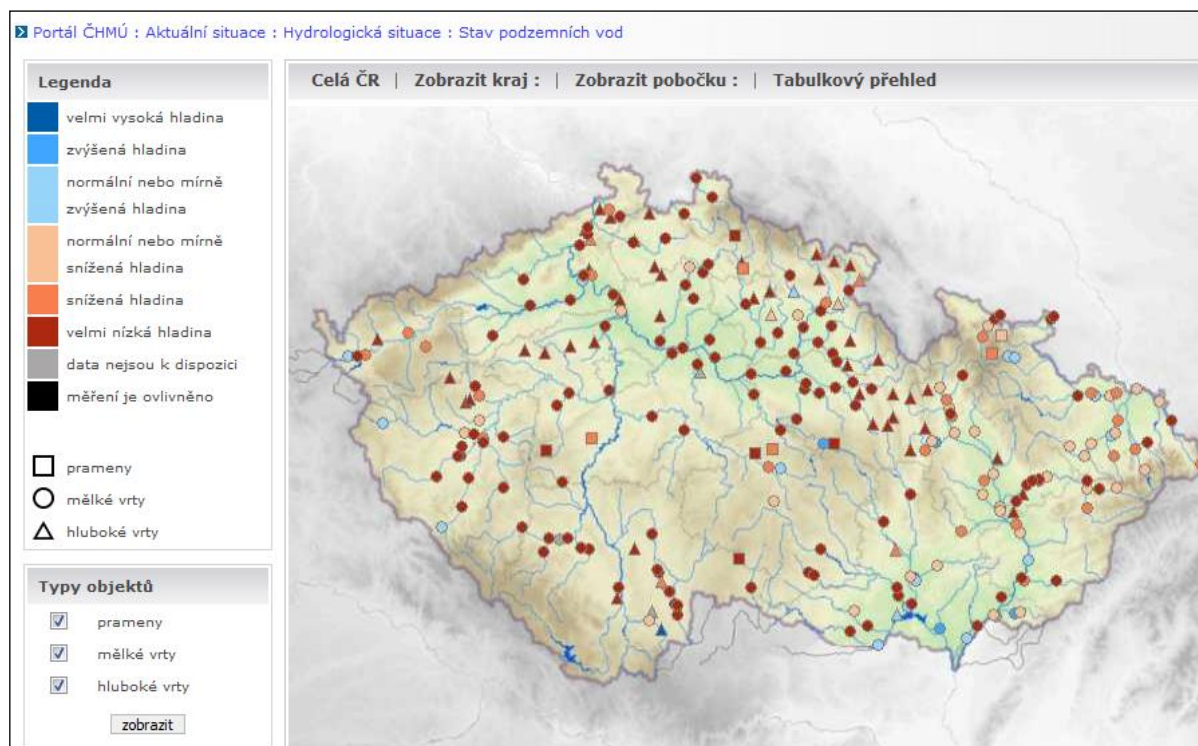 Portál ČHMÚ : Aktuální situace : Hydrologická situace : Stav podzemních vod
Legenda
velmi vysoká hladina
zvýšená hladina
normální nebo mírně
zvýšená hladina
normální nebo mírně
snížená hladina
snížená hladina
velmi nízká hladina
data nejsou k dispozici
měření je ovlivněno
prameny
mělké vrty
hluboké vrty
Typy objektů
prameny
mělké vrty
hluboké vrty
zobrazit
Celá ČR | Zobrazit kraj : | Zobrazit pobočku : | Tabulkový přehled